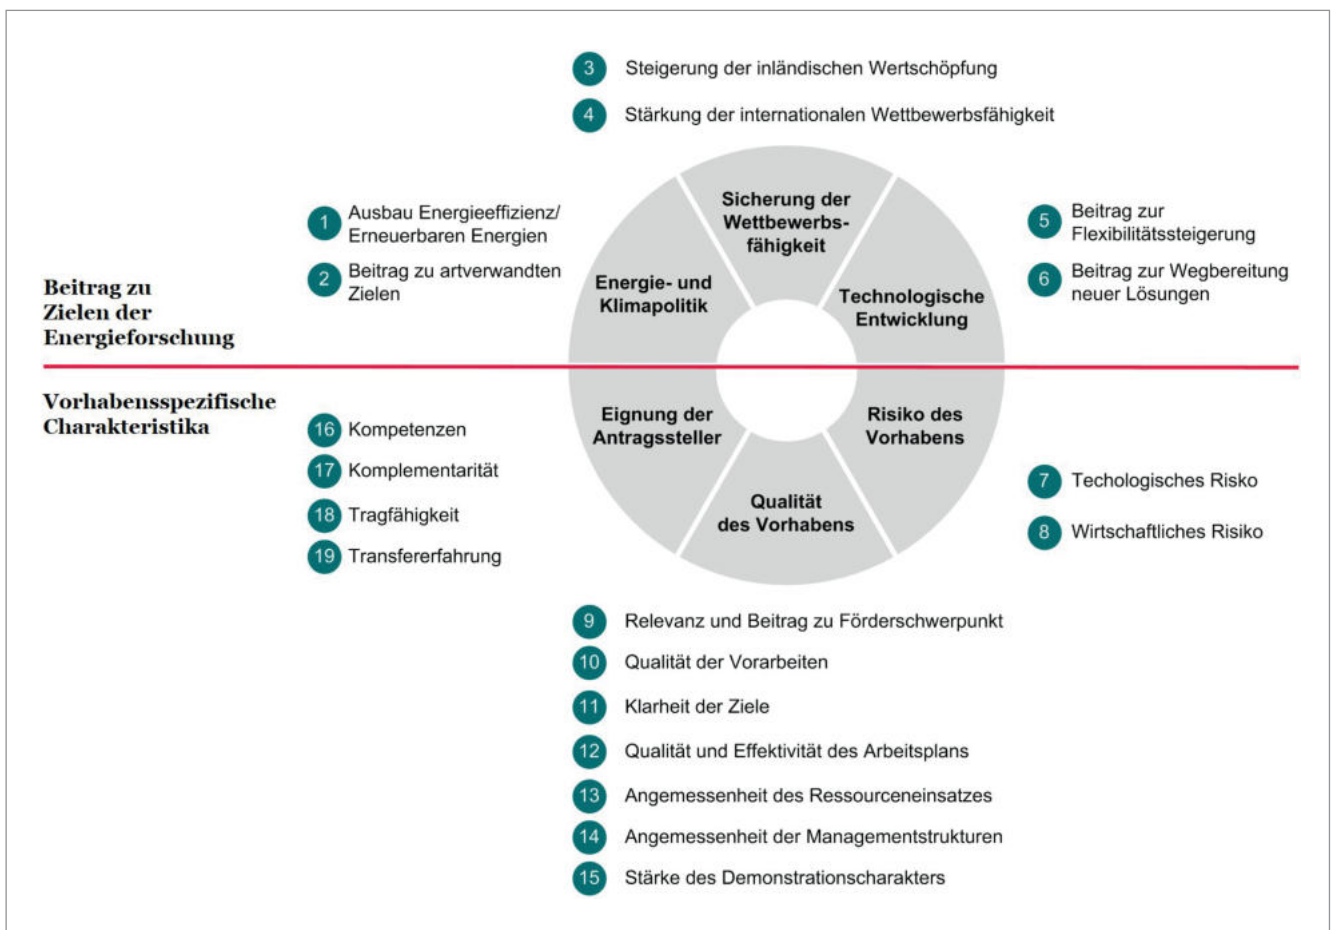 3 Steigerung der inländischen Wertschöpfung
4 Stärkung der internationalen Wettbewerbsfähigkeit
1 Ausbau Energieeffizienz/
Erneuerbaren Energien
2 Beitrag zu artverwandten
Zielen
Sicherung der
Wettbewerbs-
fähigkeit
Energie- und
Klimapolitik
Technologische
Entwicklung
5 Beitrag zur
Flexibilitätssteigerung
6 Beitrag zur Wegbereitung
neuer Lösungen
Beitrag zu
Zielen der
Energieforschung
Vorhabensspezifische
Charakteristika
16 Kompetenzen
17 Komplementarität
18 Tragfähigkeit
19 Transfererfahrung
Eignung der
Antragssteller
Qualität
des Vorhabens
Risiko des
Vorhabens
7 Techologisches Risiko
8 Wirtschaftliches Risiko
9 Relevanz und Beitrag zu Förderschwerpunkt
10 Qualität der Vorarbeiten
11 Klarheit der Ziele
12 Qualität und Effektivität des Arbeitsplans
13 Angemessenheit des Ressourceneinsatzes
14 Angemessenheit der Managementstrukturen
15 Stärke des Demonstrationscharakters